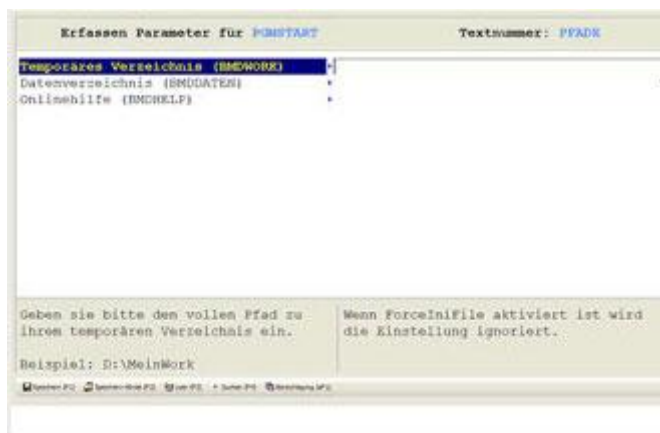 Erfassen Parameter für PGMSTART Textnummer: PFADK
Temporäres Verzeichnis (BMDWORK)
Datenverzeichnis (BMDDATEN)
Onlinehilfe (BMDHELP)
Geben sie bitte den vollen Pfad zu
ihrem temporären Verzeichnis ein.
Beispiel: D:\MeinWork
Wenn ForceIniFile aktiviert ist wird
die Einstellung ignoriert.